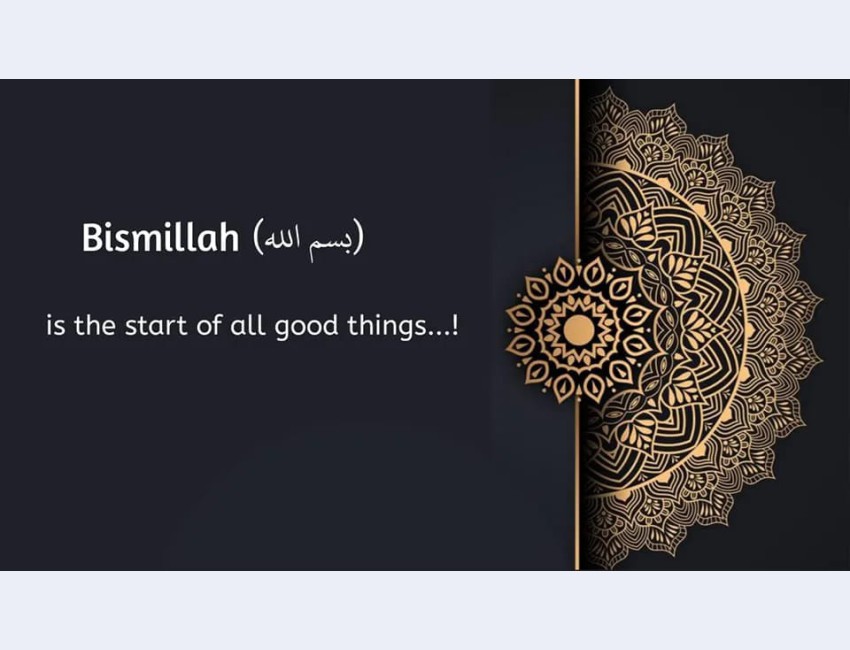 Bismillah (بسم الله)
is the start of all good things...!